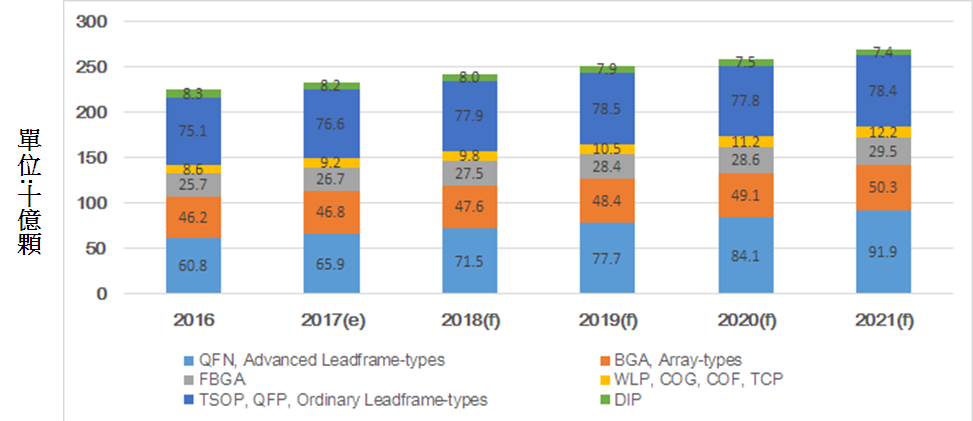 單位:十億顆
300
250
200
150
100
50
0
8.3 8.2 8.0 7.9 7.5 7.4
75.1 76.6 77.9 78.5 77.8 78.4
8.6 9.2 9.8 10.5 11.2 12.2
25.7 26.7 27.5 28.4 28.6 29.5
46.2 46.8 47.6 48.4 49.1 50.3
60.8 65.9 71.5 77.7 84.1 91.9
2016 2017(e) 2018(f) 2019(f) 2020(f) 2021(f)
QFN, Advanced Leadframe-types BGA, Array-types
FBGA WLP, COG, COF, TCP
TSOP, QFP, Ordinary Leadframe-types DIP